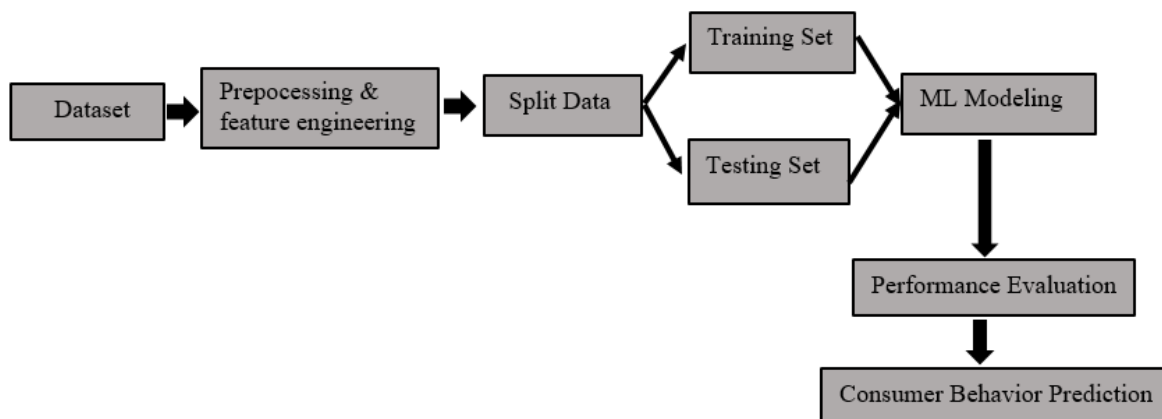 Dataset
Prepocessing &
feature engineering
Split Data
Training Set
Testing Set
ML Modeling
Performance Evaluation
Consumer Behavior Prediction